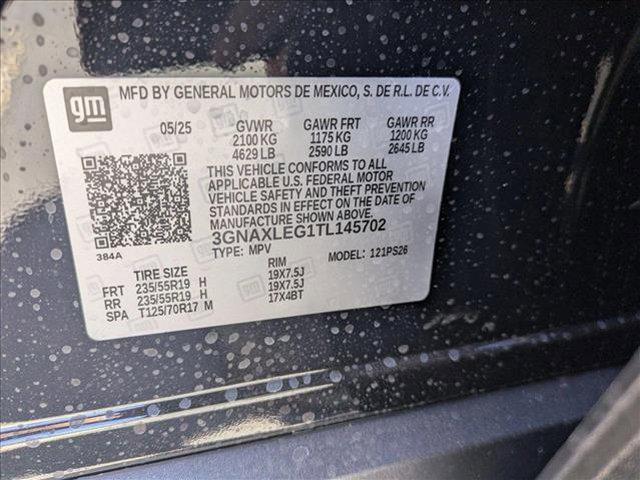 gm
MFD BY GENERAL MOTORS DE MEXICO, S. DE R.L. DE C.V.
05/25 GVWR GAWR FRT GAWR RR
2100 KG 1175 KG 1200 KG
4629 LB 2590 LB 2645 LB
THIS VEHICLE CONFORMS TO ALL
APPLICABLE U.S. FEDERAL MOTOR
VEHICLE SAFETY AND THEFT PREVENTION
STANDARDS IN EFFECT ON THE DATE OF
MANUFACTURE SHOWN ABOVE.
3GNAXLEG1TL145702
384A TYPE: MPV MODEL: 121PS26
TIRE SIZE RIM
FRT 235/55R19 H 19X7.5J
RR 235/55R19 H 19X7.5J
SPA T125/70R17 M 17X4BT